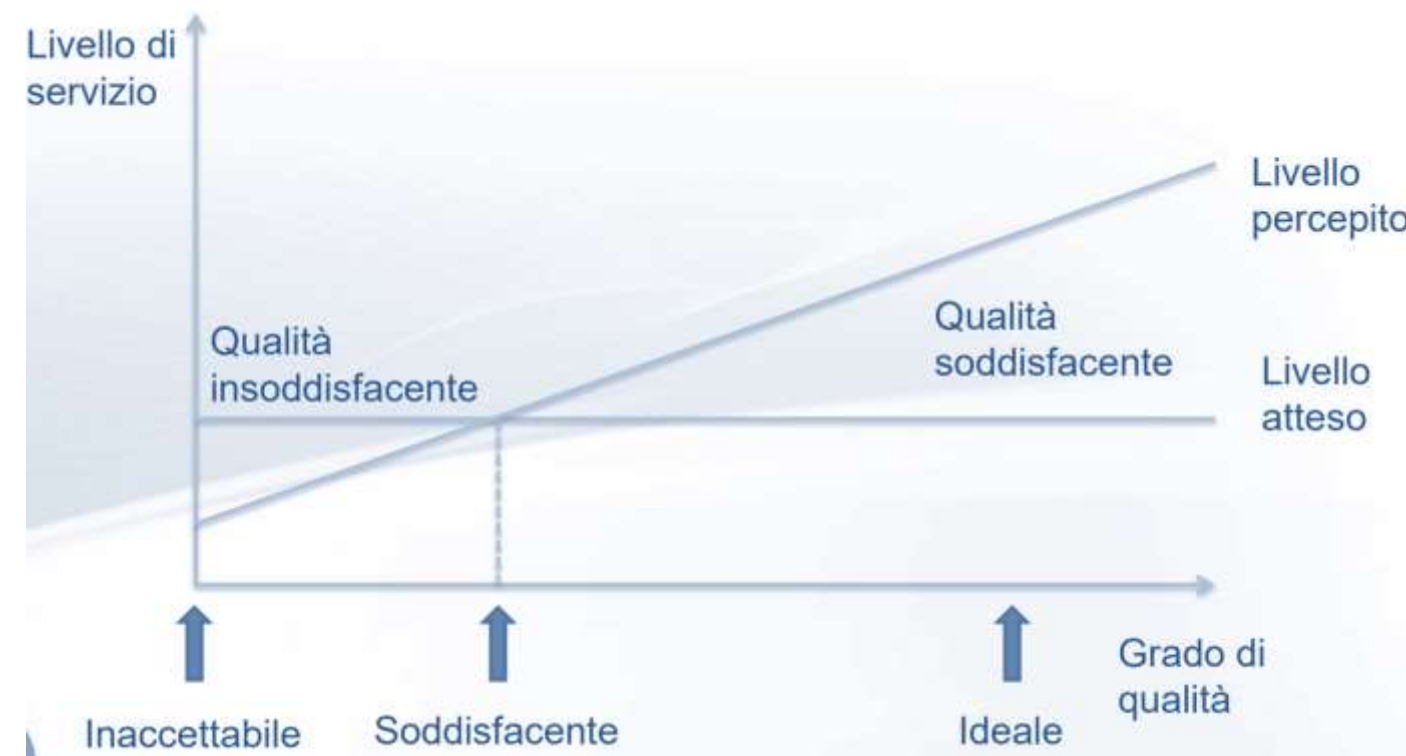 Livello di
servizio
Livello
percepito
Qualità
insoddisfacente
Qualità
soddisfacente
Livello
atteso
Grado di
qualità
Inaccettabile
Soddisfacente
Ideale